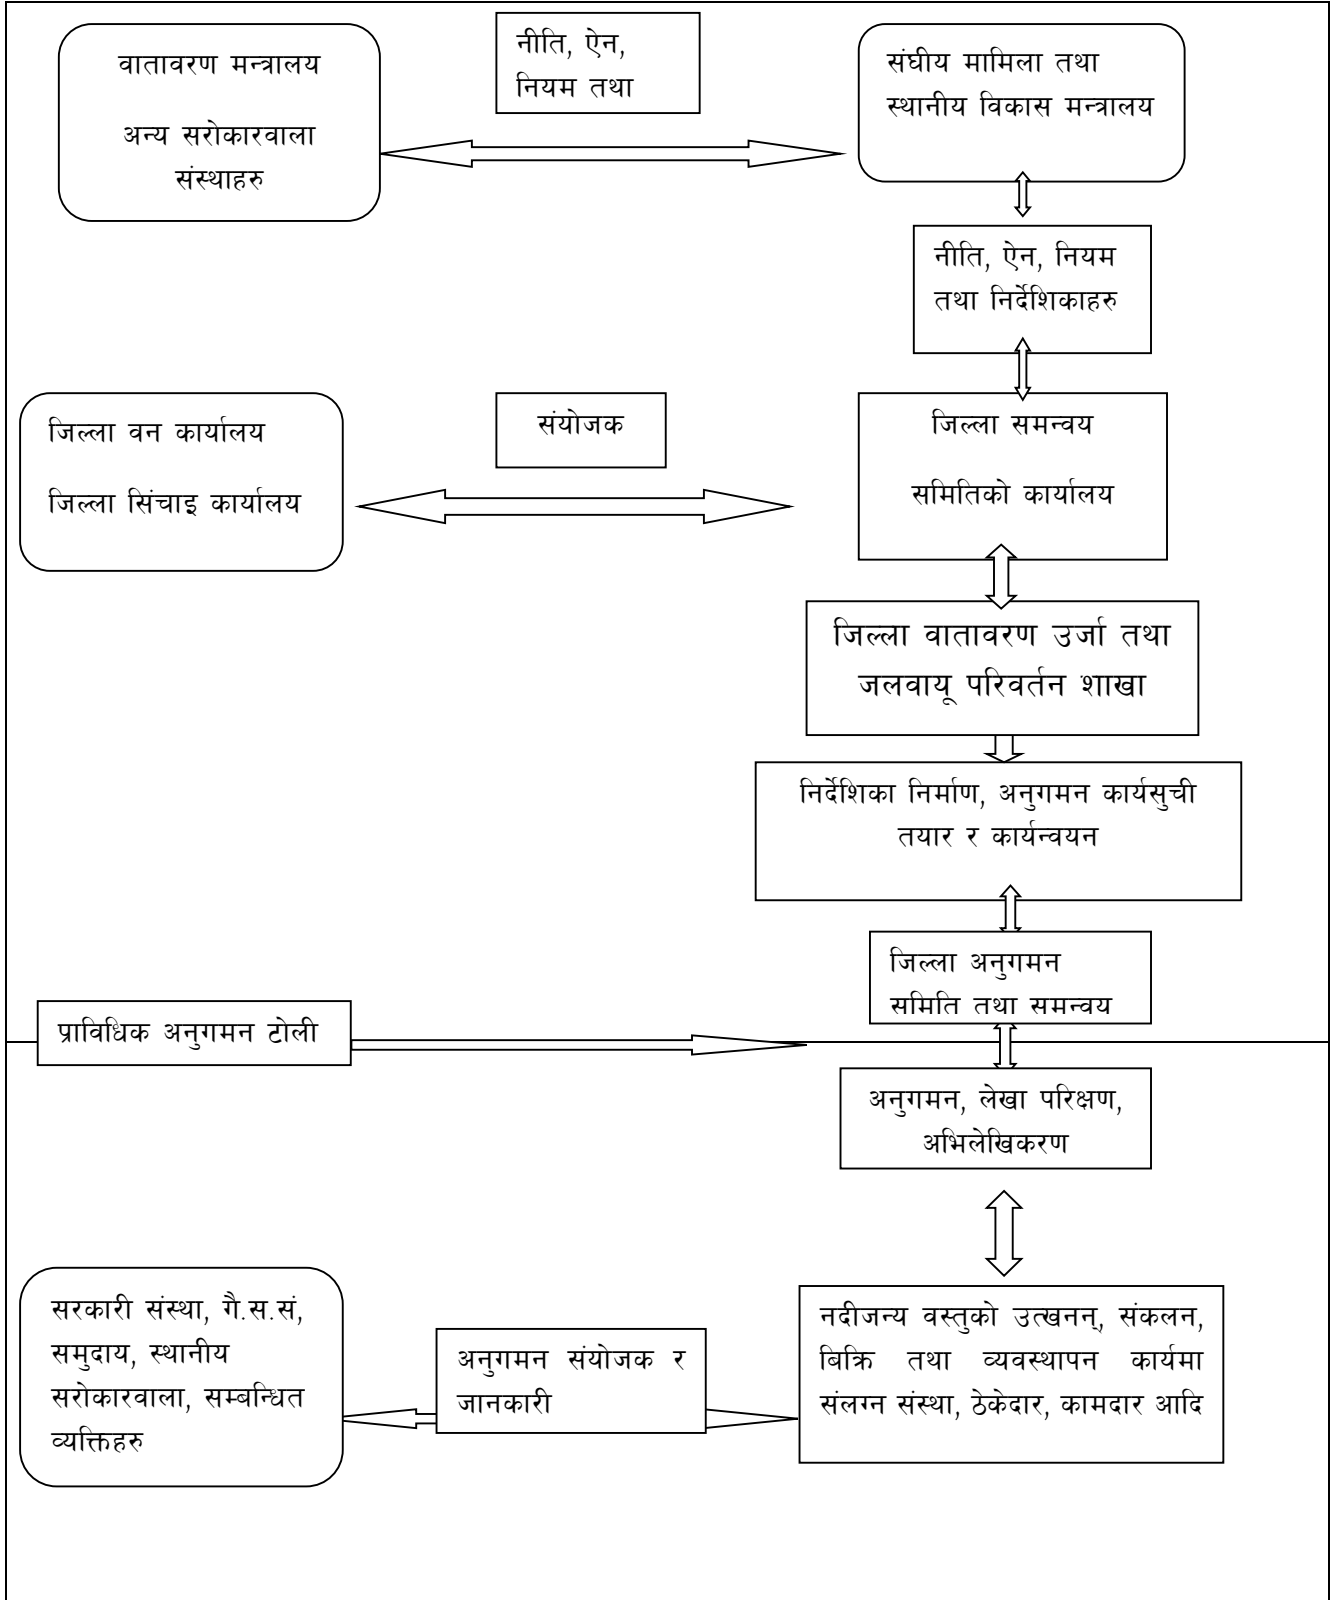 वातावरण मन्त्रालय
अन्य सरोकारवाला
संस्थाहरु
नीति, ऐन,
नियम तथा
संघीय मामिला तथा
स्थानीय विकास मन्त्रालय
नीति, ऐन, नियम
तथा निर्देशिकाहरु
जिल्ला वन कार्यालय
जिल्ला सिंचाइ कार्यालय
संयोजक
जिल्ला समन्वय
समितिको कार्यालय
जिल्ला वातावरण उर्जा तथा
जलवायू परिवर्तन शाखा
निर्देशिका निर्माण, अनुगमन कार्यसुची
तयार र कार्यन्वयन
जिल्ला अनुगमन
समिति तथा समन्वय
प्राविधिक अनुगमन टोली
अनुगमन, लेखा परिक्षण,
अभिलेखिकरण
सरकारी संस्था, गै.स.सं,
समुदाय, स्थानीय
सरोकारवाला, सम्बन्धित
व्यक्तिहरु
अनुगमन संयोजक र
जानकारी
नदीजन्य वस्तुको उत्खनन्, संकलन,
बिक्रि तथा व्यवस्थापन कार्यमा
संलग्न संस्था, ठेकेदार, कामदार आदि